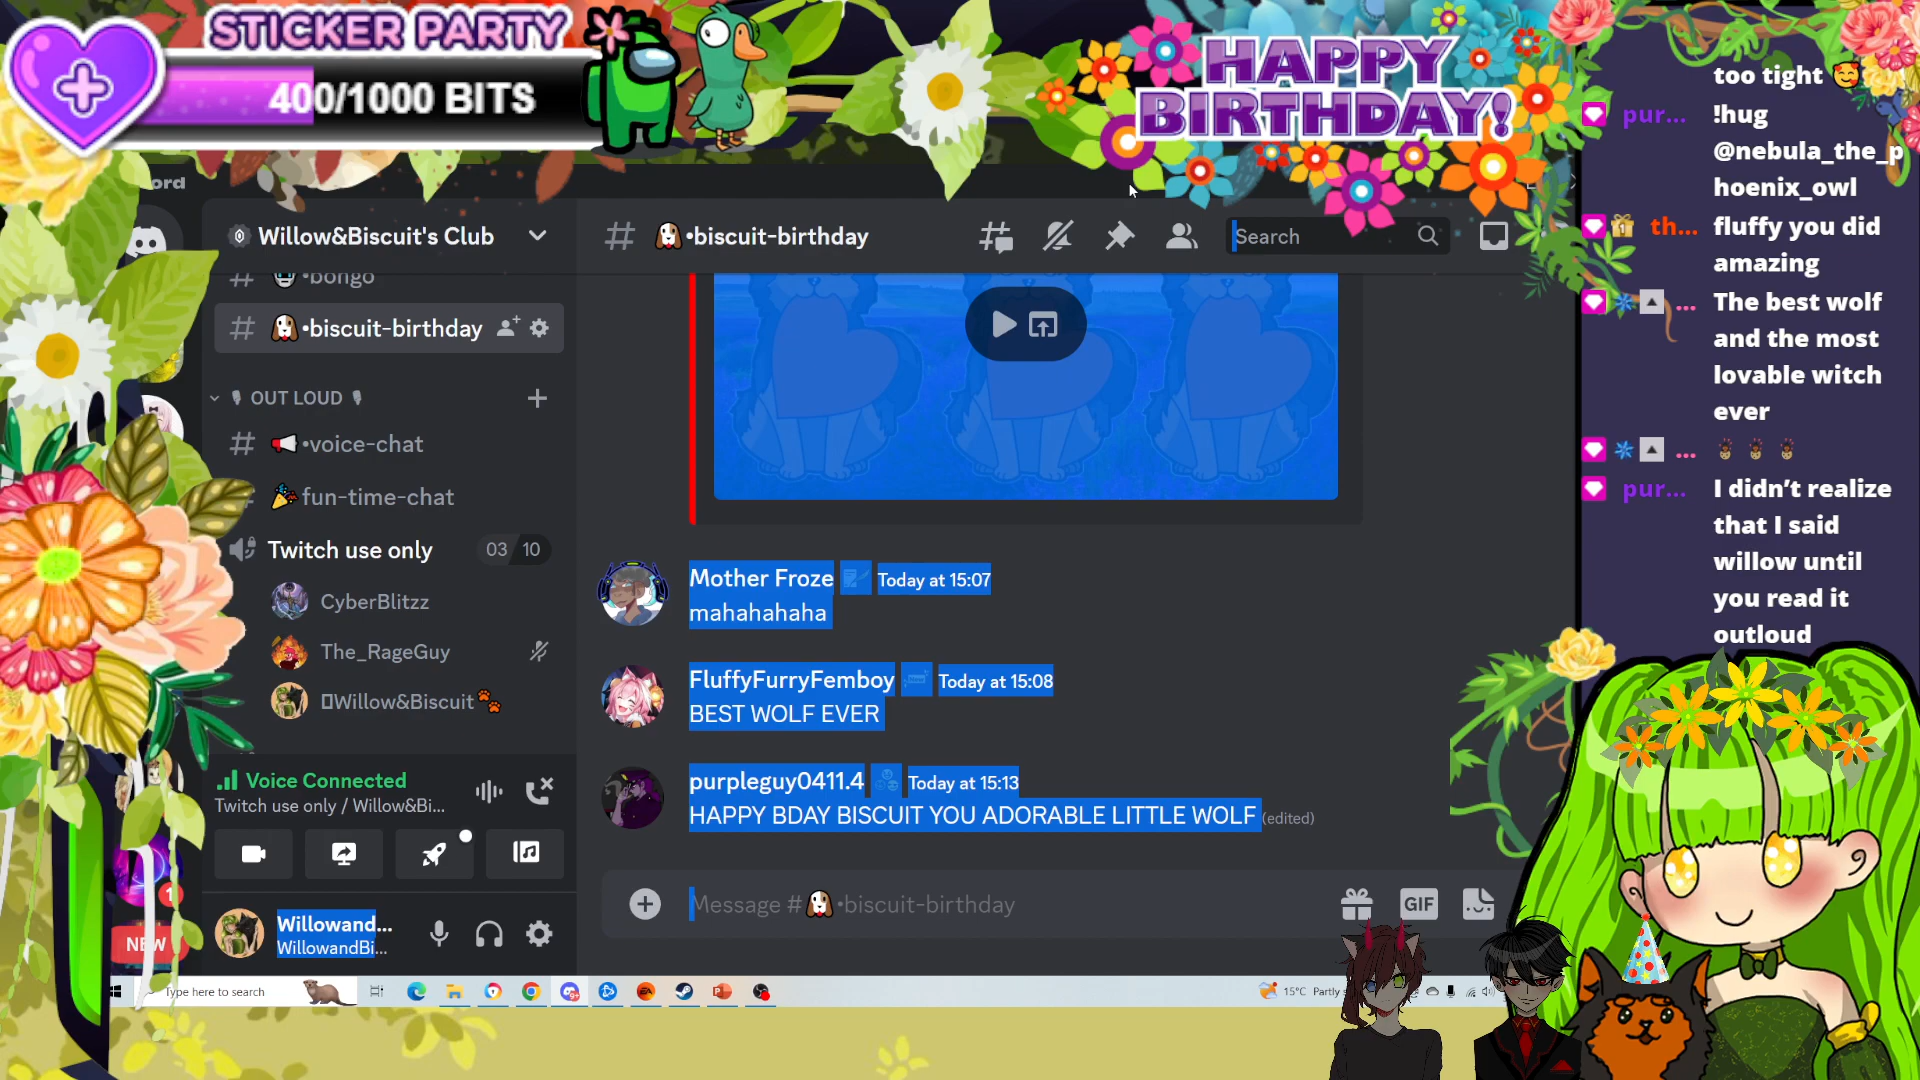 STICKER PARTY
400/1000 BITS
HAPPY
BIRTHDAY!
ord
Willow&Biscuit's Club
•bongo
•biscuit-birthday
OUT LOUD
•voice-chat
fun-time-chat
Twitch use only 03 10
CyberBlitzz
The_RageGuy
Willow&Biscuit
Voice Connected
Twitch use only / Willow&Bi...
1
NEW
Willowand...
WillowandBi...
•biscuit-birthday
Search
Mother Froze Today at 15:07
mahahahaha
FluffyFurryFemboy Today at 15:08
BEST WOLF EVER
purpleguy0411.4 Today at 15:13
HAPPY BDAY BISCUIT YOU ADORABLE LITTLE WOLF (edited)
Message # •biscuit-birthday
GIF
Type here to search
15°C Partly
too tight
pur... !hug
@nebula_the_p
hoenix_owl
th... fluffy you did
amazing
... The best wolf
and the most
lovable witch
ever
...
pur... I didn't realize
that I said
willow until
you read it
outloud